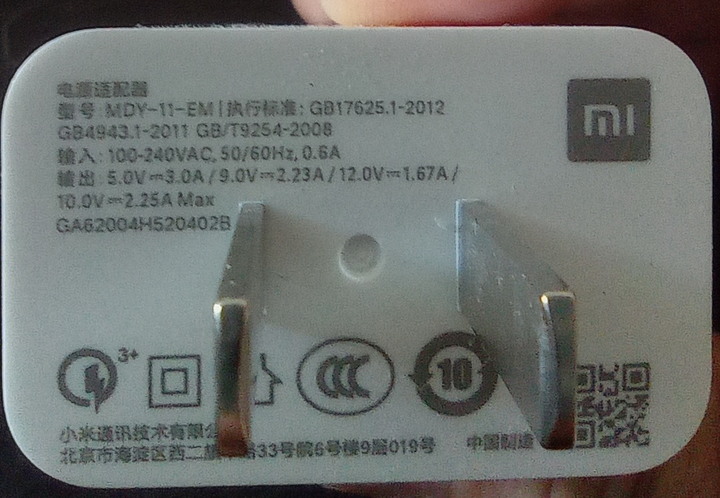 电源适配器
型号: MDY-11-EM | 执行标准: GB17625.1-2012
GB4943.1-2011 GB/T9254-2008
输入: 100-240VAC, 50/60Hz, 0.6A
输出: 5.0V⎓3.0A / 9.0V⎓2.23A / 12.0V⎓1.67A /
10.0V⎓2.25A Max
GA62004H520402B
mi
3+
CCC
10
小米通讯技术有限
北京市海淀区西二旗 33号院6号楼9层019号
中国制造